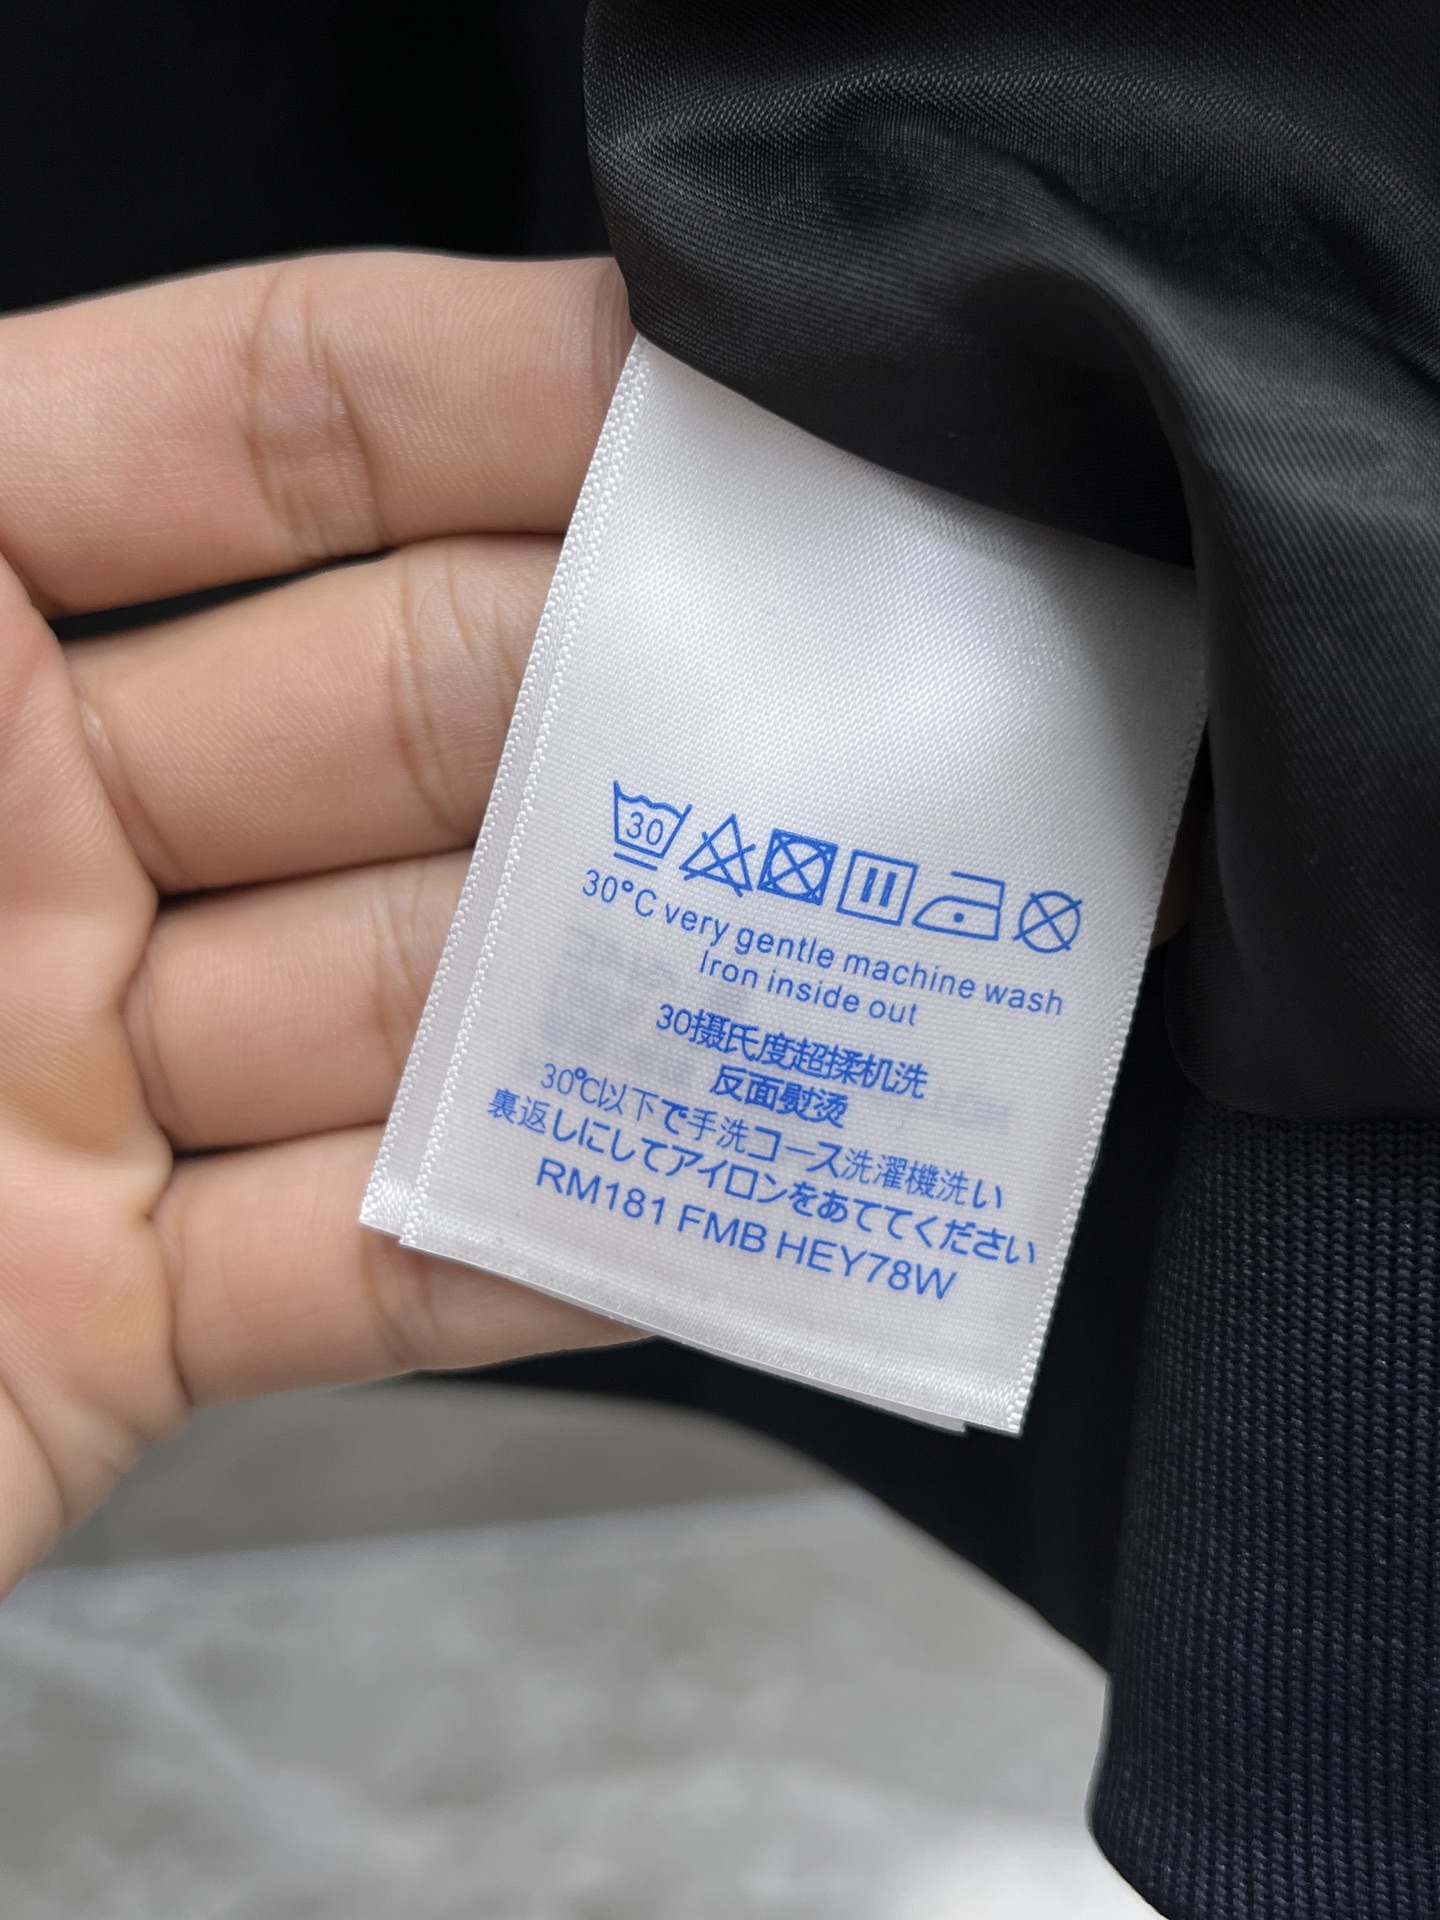 30
30°C very gentle machine wash
Iron inside out
30摄氏度超揉机洗
反面熨烫
30℃以下で手洗コース洗濯機洗い
裏返しにしてアイロンをあててください
RM181 FMB HEY78W